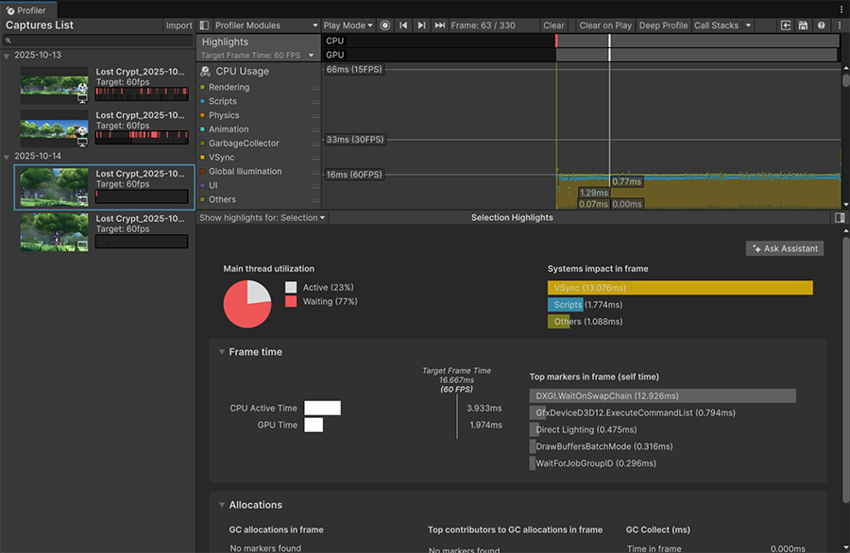 Profiler
Captures List
Import
Profiler Modules
Play Mode
Frame: 63 / 330
Clear
Clear on Play
Deep Profile
Call Stacks
2025-10-13
Lost Crypt_2025-10...
Target: 60fps
Lost Crypt_2025-10...
Target: 60fps
2025-10-14
Lost Crypt_2025-10...
Target: 60fps
Lost Crypt_2025-10...
Target: 60fps
Highlights
Target Frame Time: 60 FPS
CPU
GPU
CPU Usage
Rendering
Scripts
Physics
Animation
GarbageCollector
VSync
Global Illumination
UI
Others
66ms (15FPS)
33ms (30FPS)
16ms (60FPS)
0.77ms
1.29ms
0.07ms
0.00ms
Show highlights for: Selection
Selection Highlights
Ask Assistant
Main thread utilization
Active (23%)
Waiting (77%)
Systems impact in frame
VSync (13.076ms)
Scripts (1.774ms)
Others (1.088ms)
Frame time
Target Frame Time
16.667ms
(60 FPS)
CPU Active Time
3.933ms
GPU Time
1.974ms
Top markers in frame (self time)
DXGI.WaitOnSwapChain (12.926ms)
GfxDeviceD3D12.ExecuteCommandList (0.794ms)
Direct Lighting (0.475ms)
DrawBuffersBatchMode (0.316ms)
WaitForJobGroupID (0.296ms)
Allocations
GC allocations in frame
No markers found
Top contributors to GC allocations in frame
No markers found
GC Collect (ms)
Time in frame
0.000ms